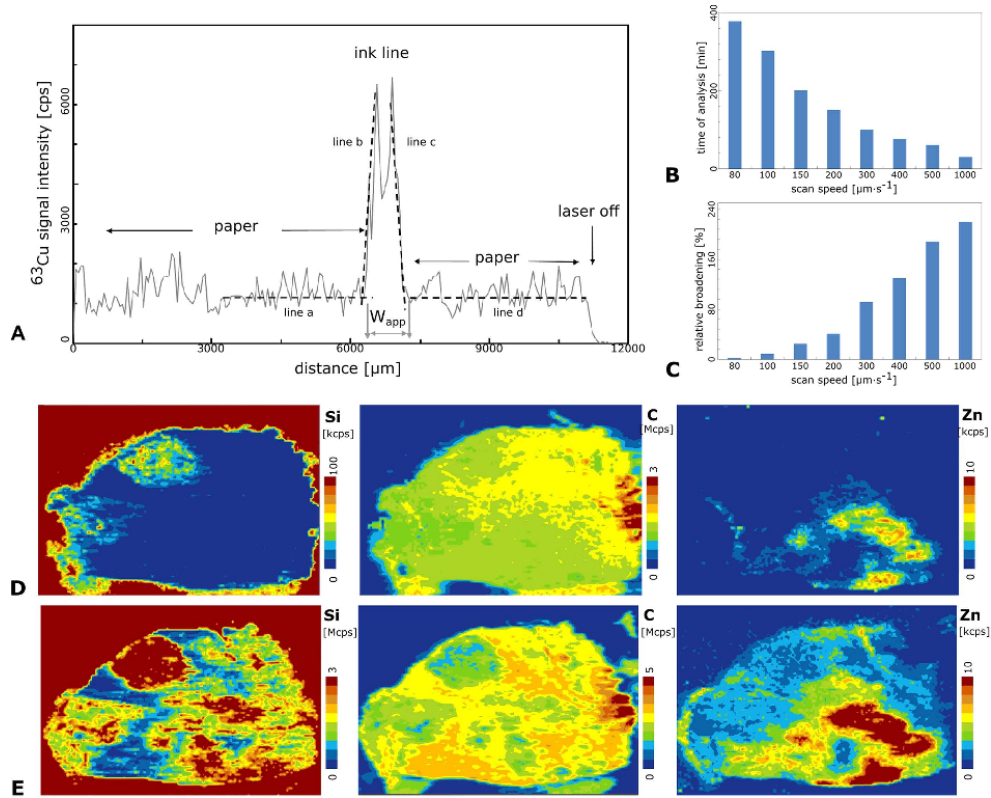 ink line
line b
line c
laser off
paper
paper
line a
line d
Wapp
63Cu signal intensity [cps]
0
3000
6000
0
3000
6000
9000
12000
distance [µm]
A
time of analysis [min]
0
200
400
80 100 150 200 300 400 500 1000
scan speed [µm·s-1]
B
relative broadening [%]
0
80
160
240
80 100 150 200 300 400 500 1000
scan speed [µm·s-1]
C
Si
[kcps]
100
0
C
[Mcps]
3
0
Zn
[kcps]
10
0
D
Si
[Mcps]
3
0
C
[Mcps]
5
0
Zn
[kcps]
10
0
E